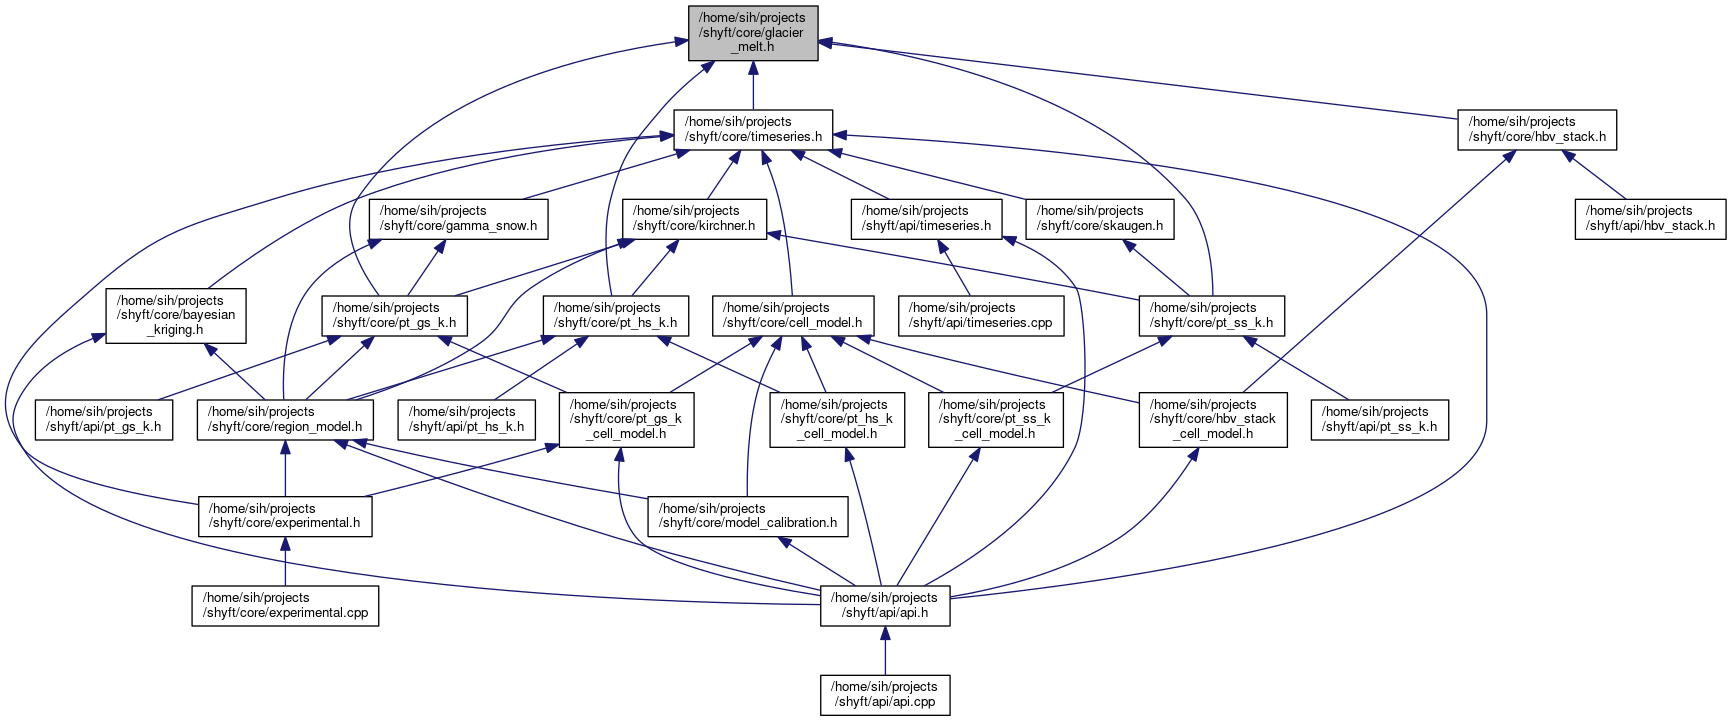 /home/sih/projects
/shyft/core/glacier
_melt.h
/home/sih/projects
/shyft/core/timeseries.h
/home/sih/projects
/shyft/core/hbv_stack.h
/home/sih/projects
/shyft/core/gamma_snow.h
/home/sih/projects
/shyft/core/kirchner.h
/home/sih/projects
/shyft/api/timeseries.h
/home/sih/projects
/shyft/core/skaugen.h
/home/sih/projects
/shyft/api/hbv_stack.h
/home/sih/projects
/shyft/core/bayesian
_kriging.h
/home/sih/projects
/shyft/core/pt_gs_k.h
/home/sih/projects
/shyft/core/pt_hs_k.h
/home/sih/projects
/shyft/core/cell_model.h
/home/sih/projects
/shyft/api/timeseries.cpp
/home/sih/projects
/shyft/core/pt_ss_k.h
/home/sih/projects
/shyft/api/pt_gs_k.h
/home/sih/projects
/shyft/core/region_model.h
/home/sih/projects
/shyft/api/pt_hs_k.h
/home/sih/projects
/shyft/core/pt_gs_k
_cell_model.h
/home/sih/projects
/shyft/core/pt_hs_k
_cell_model.h
/home/sih/projects
/shyft/core/pt_ss_k
_cell_model.h
/home/sih/projects
/shyft/core/hbv_stack
_cell_model.h
/home/sih/projects
/shyft/api/pt_ss_k.h
/home/sih/projects
/shyft/core/experimental.h
/home/sih/projects
/shyft/core/model_calibration.h
/home/sih/projects
/shyft/core/experimental.cpp
/home/sih/projects
/shyft/api/api.h
/home/sih/projects
/shyft/api/api.cpp